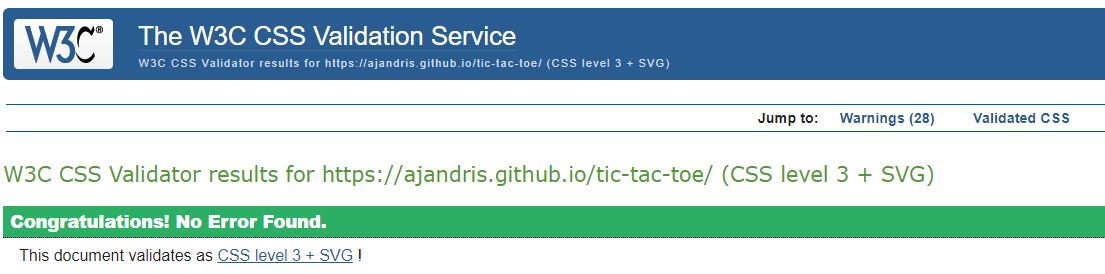 W3C®
The W3C CSS Validation Service
W3C CSS Validator results for https://ajandris.github.io/tic-tac-toe/ (CSS level 3 + SVG)
Jump to: Warnings (28) Validated CSS
W3C CSS Validator results for https://ajandris.github.io/tic-tac-toe/ (CSS level 3 + SVG)
Congratulations! No Error Found.
This document validates as CSS level 3 + SVG !